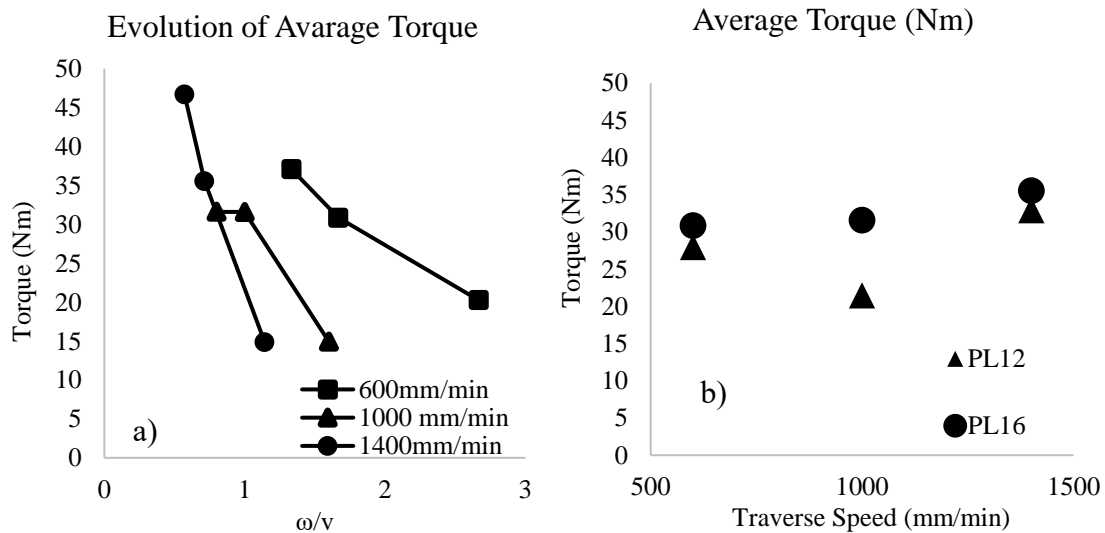 Evolution of Avarage Torque
50
45
40
35
30
25
20
15
10
5
0
Torque (Nm)
0
1
2
3
ω/v
a)
600mm/min
1000 mm/min
1400mm/min
Average Torque (Nm)
50
45
40
35
30
25
20
15
10
5
0
Torque (Nm)
500
1000
1500
Traverse Speed (mm/min)
b)
PL12
PL16